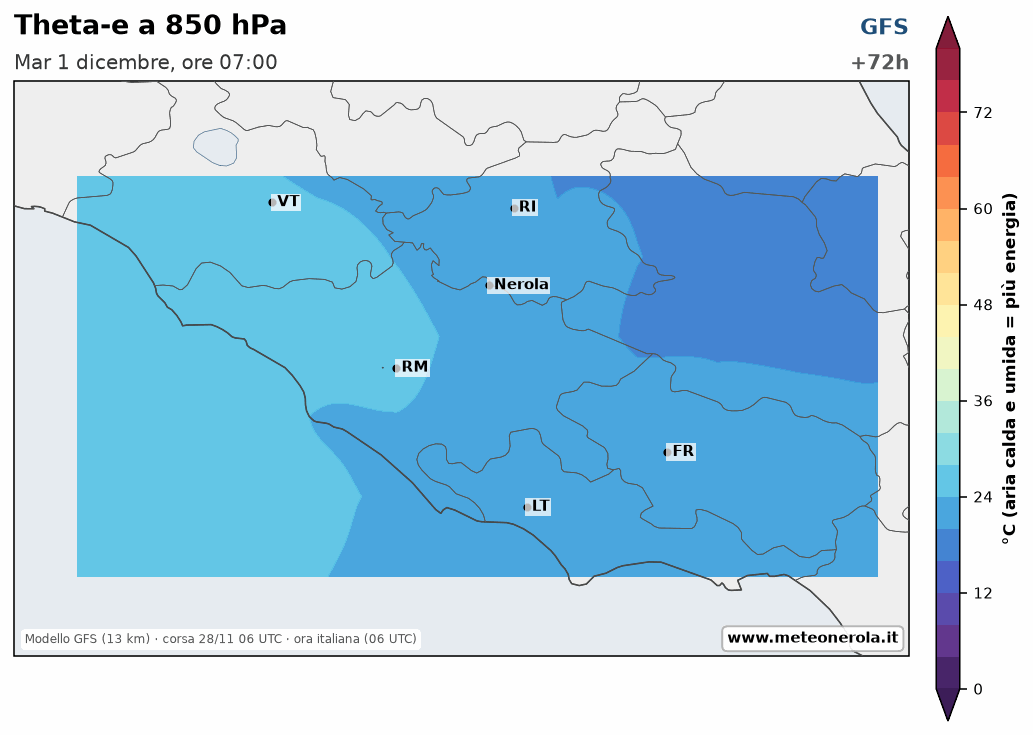 Theta-e a 850 hPa
GFS
Mar 1 dicembre, ore 07:00
+72h
VT
RI
Nerola
RM
FR
LT
72
60
48
36
24
12
0
°C (aria calda e umida = più energia)
Modello GFS (13 km) · corsa 28/11 06 UTC · ora italiana (06 UTC)
www.meteonerola.it